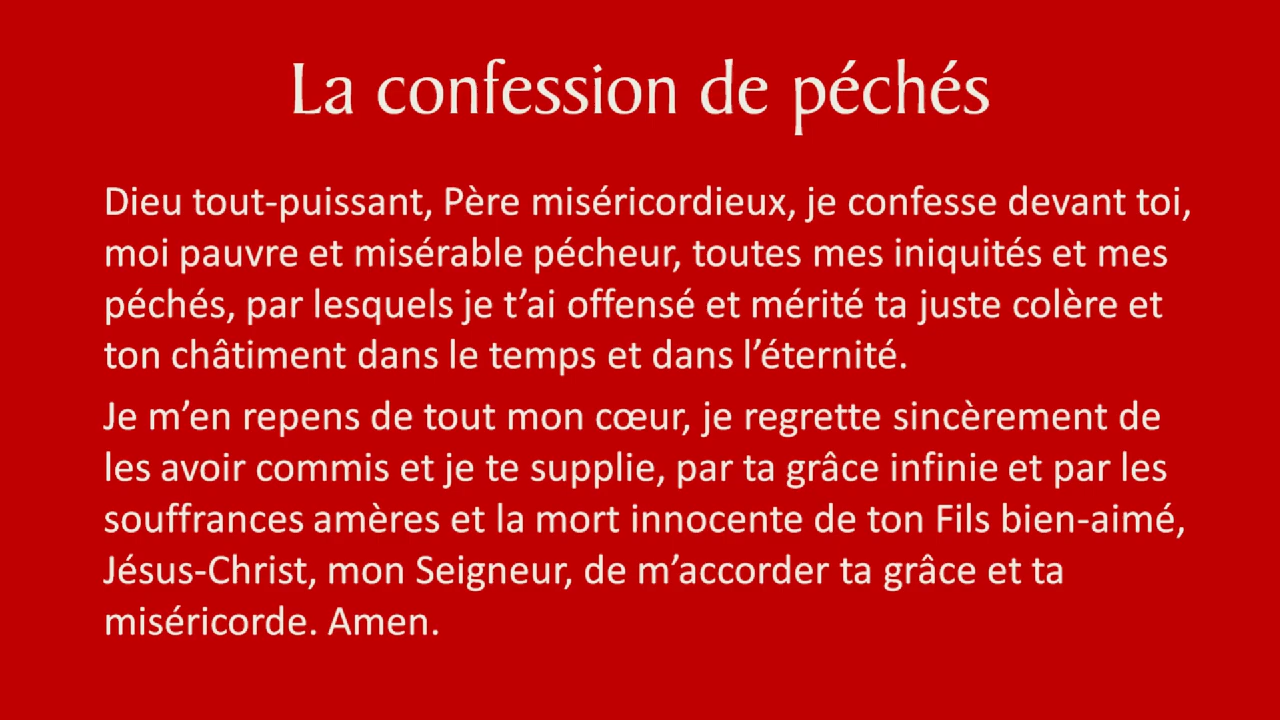 La confession de péchés
Dieu tout-puissant, Père miséricordieux, je confesse devant toi,
moi pauvre et misérable pécheur, toutes mes iniquités et mes
péchés, par lesquels je t’ai offensé et mérité ta juste colère et
ton châtiment dans le temps et dans l’éternité.
Je m’en repens de tout mon cœur, je regrette sincèrement de
les avoir commis et je te supplie, par ta grâce infinie et par les
souffrances amères et la mort innocente de ton Fils bien-aimé,
Jésus-Christ, mon Seigneur, de m’accorder ta grâce et ta
miséricorde. Amen.